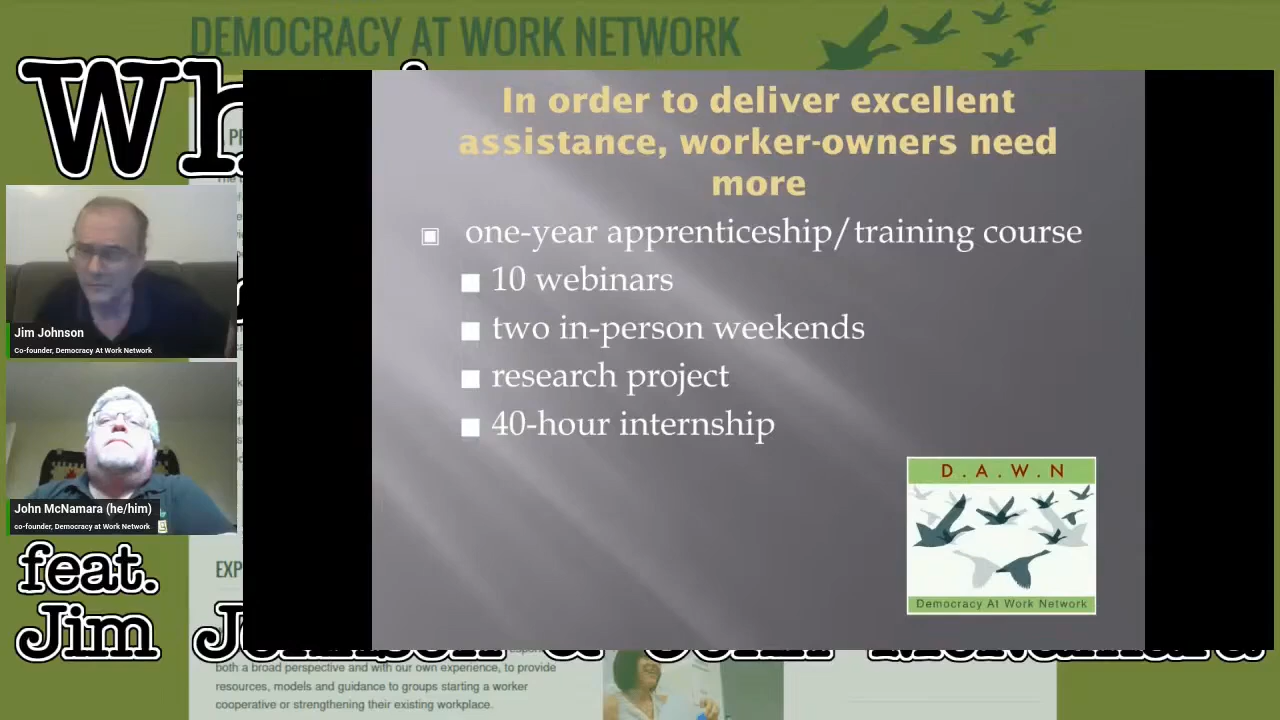 DEMOCRACY AT WORK NETWORK
In order to deliver excellent
assistance, worker-owners need
more
one-year apprenticeship/training course
10 webinars
two in-person weekends
research project
40-hour internship
D.A.W.N
Democracy At Work Network
Jim Johnson
Co-founder, Democracy At Work Network
John McNamara (he/him)
co-founder, Democracy at Work Network
feat.
Jim
both a broad perspective and with our own experience, to provide
resources, models and guidance to groups starting a worker
cooperative or strengthening their existing workplace.